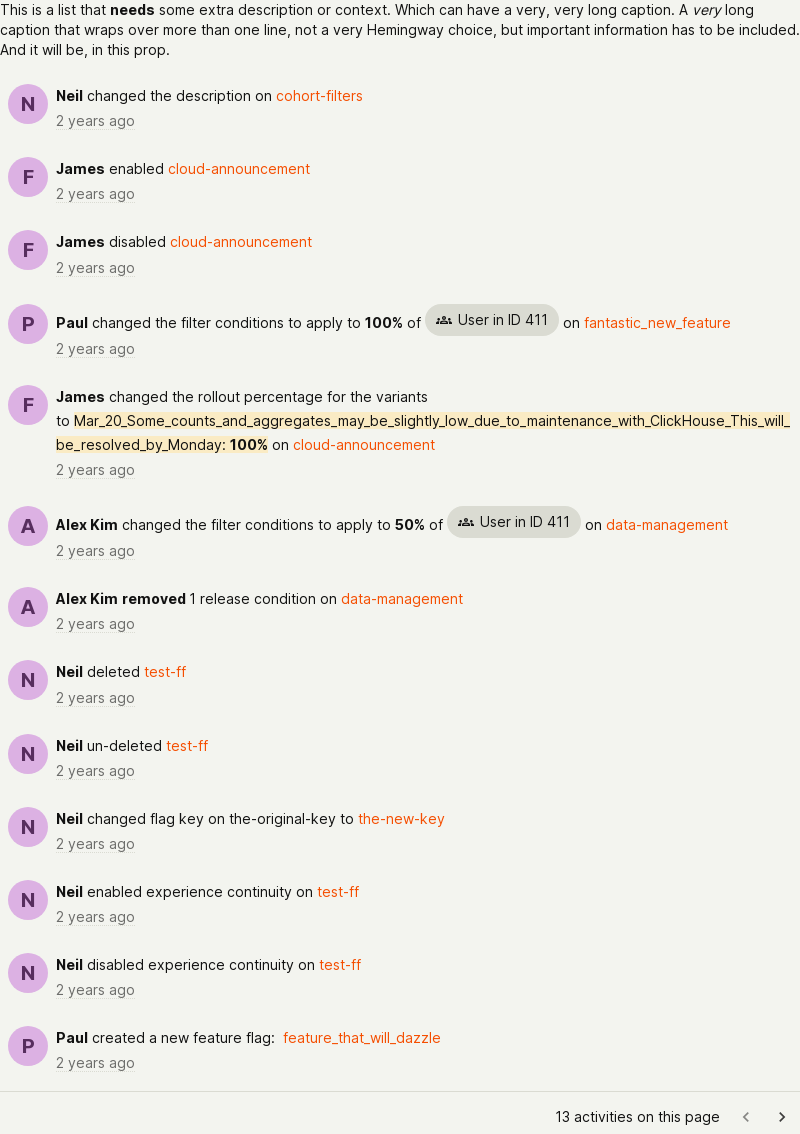 This is a list that needs some extra description or context. Which can have a very, very long caption. A very long
caption that wraps over more than one line, not a very Hemingway choice, but important information has to be included.
And it will be, in this prop.
N
Neil changed the description on cohort-filters
2 years ago
F
James enabled cloud-announcement
2 years ago
F
James disabled cloud-announcement
2 years ago
P
Paul changed the filter conditions to apply to 100% of User in ID 411 on fantastic_new_feature
2 years ago
F
James changed the rollout percentage for the variants
to Mar_20_Some_counts_and_aggregates_may_be_slightly_low_due_to_maintenance_with_ClickHouse_This_will_
be_resolved_by_Monday: 100% on cloud-announcement
2 years ago
A
Alex Kim changed the filter conditions to apply to 50% of User in ID 411 on data-management
2 years ago
A
Alex Kim removed 1 release condition on data-management
2 years ago
N
Neil deleted test-ff
2 years ago
N
Neil un-deleted test-ff
2 years ago
N
Neil changed flag key on the-original-key to the-new-key
2 years ago
N
Neil enabled experience continuity on test-ff
2 years ago
N
Neil disabled experience continuity on test-ff
2 years ago
P
Paul created a new feature flag: feature_that_will_dazzle
2 years ago
13 activities on this page